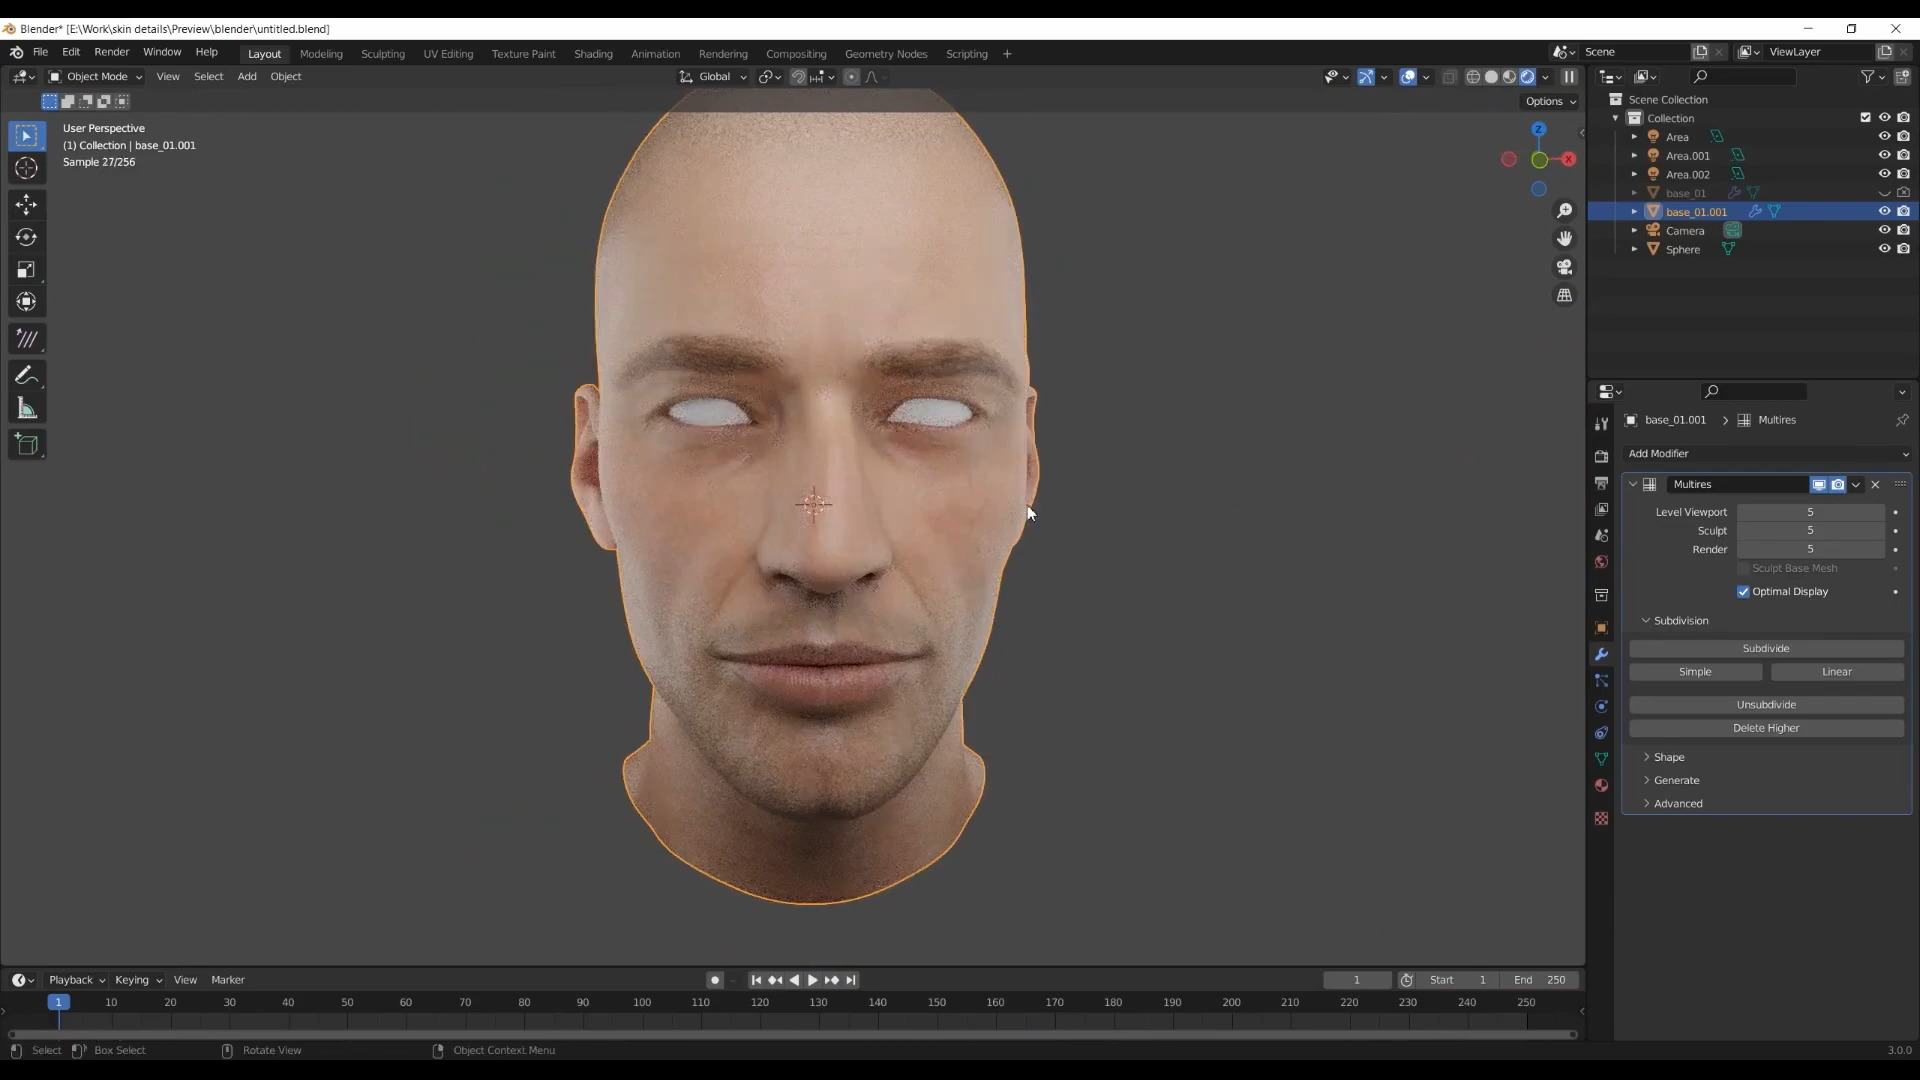 Blender* [E:\Work\skin details\Preview\blender\untitled.blend]
File Edit Render Window Help Layout Modeling Sculpting UV Editing Texture Paint Shading Animation Rendering Compositing Geometry Nodes Scripting + Scene ViewLayer
Object Mode View Select Add Object Global
Options
User Perspective
(1) Collection | base_01.001
Sample 27/256
Z
X
Scene Collection
Collection
Area
Area.001
Area.002
base_01
base_01.001
Camera
Sphere
base_01.001 > Multires
Add Modifier
Multires
Level Viewport 5
Sculpt 5
Render 5
Sculpt Base Mesh
Optimal Display
Subdivision
Subdivide
Simple Linear
Unsubdivide
Delete Higher
Shape
Generate
Advanced
Playback Keying View Marker 1 Start 1 End 250
1 10 20 30 40 50 60 70 80 90 100 110 120 130 140 150 160 170 180 190 200 210 220 230 240 250
Select Box Select Rotate View Object Context Menu 3.0.0